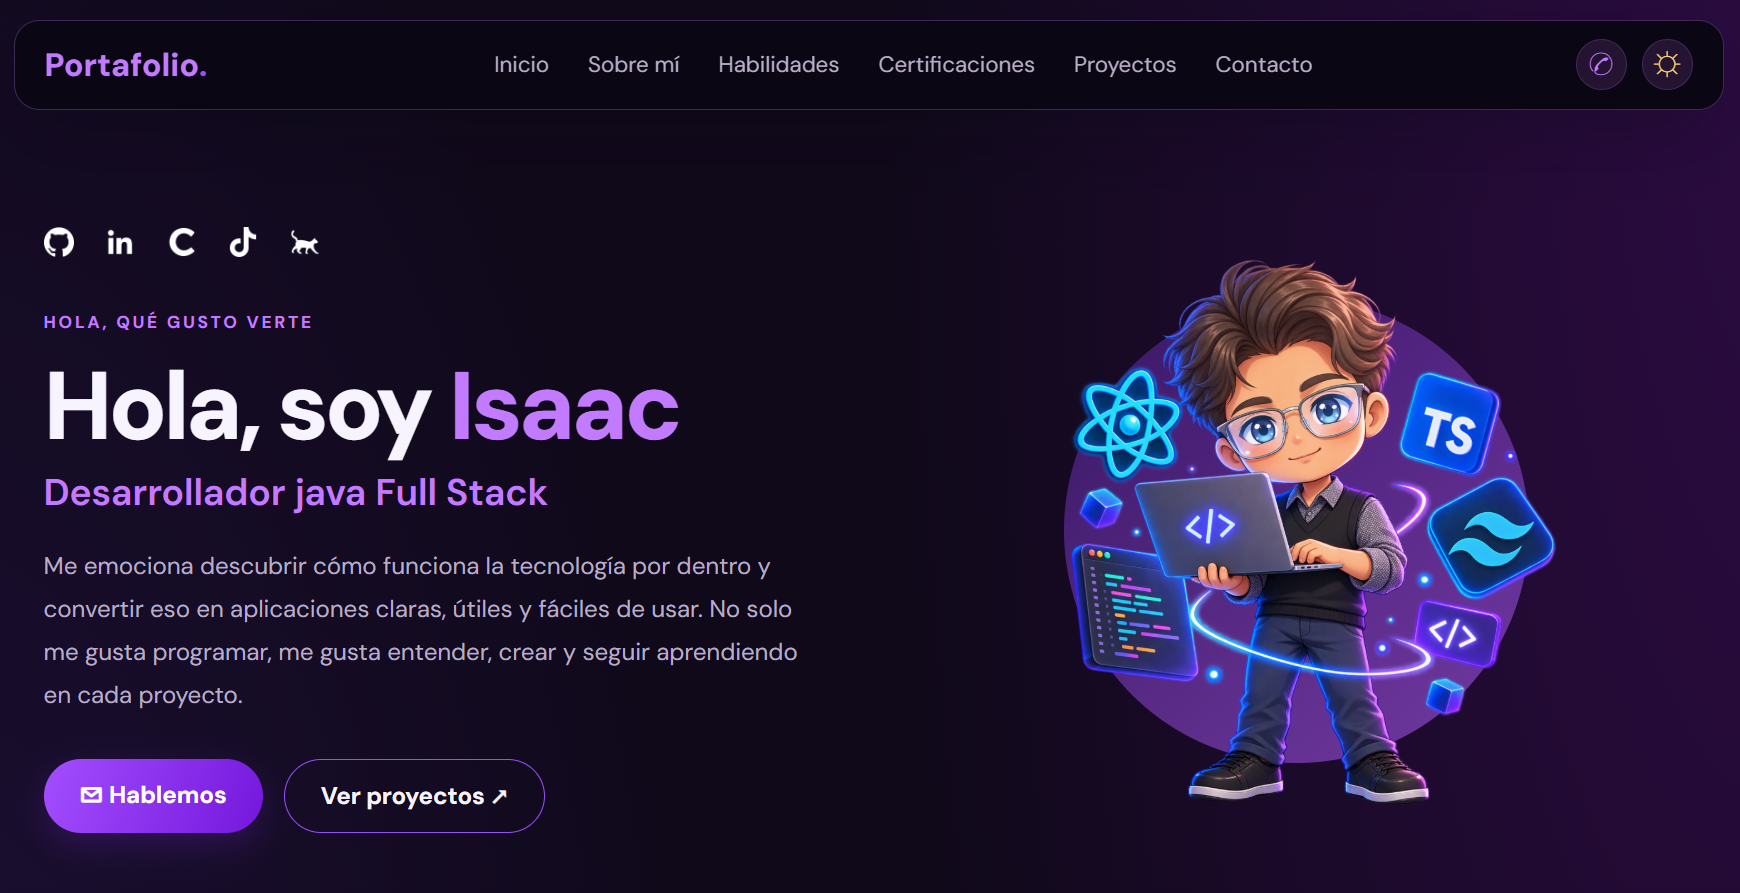 Portafolio.
Inicio Sobre mí Habilidades Certificaciones Proyectos Contacto
in
HOLA, QUÉ GUSTO VERTE
Hola, soy Isaac
Desarrollador java Full Stack
Me emociona descubrir cómo funciona la tecnología por dentro y
convertir eso en aplicaciones claras, útiles y fáciles de usar. No solo
me gusta programar, me gusta entender, crear y seguir aprendiendo
en cada proyecto.
✉ Hablemos
Ver proyectos ↗
TS
</>
</>